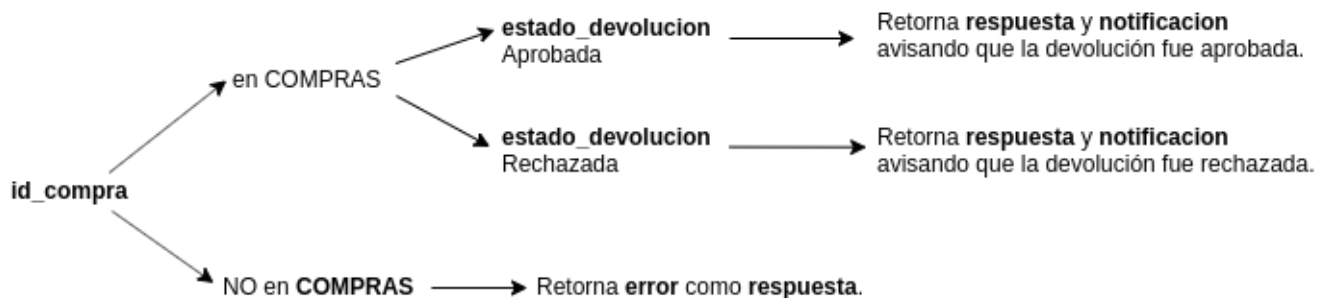 estado_devolucion
Aprobada
Retorna respuesta y notificacion
avisando que la devolución fue aprobada.
en COMPRAS
estado_devolucion
Rechazada
Retorna respuesta y notificacion
avisando que la devolución fue rechazada.
id_compra
NO en COMPRAS
Retorna error como respuesta.